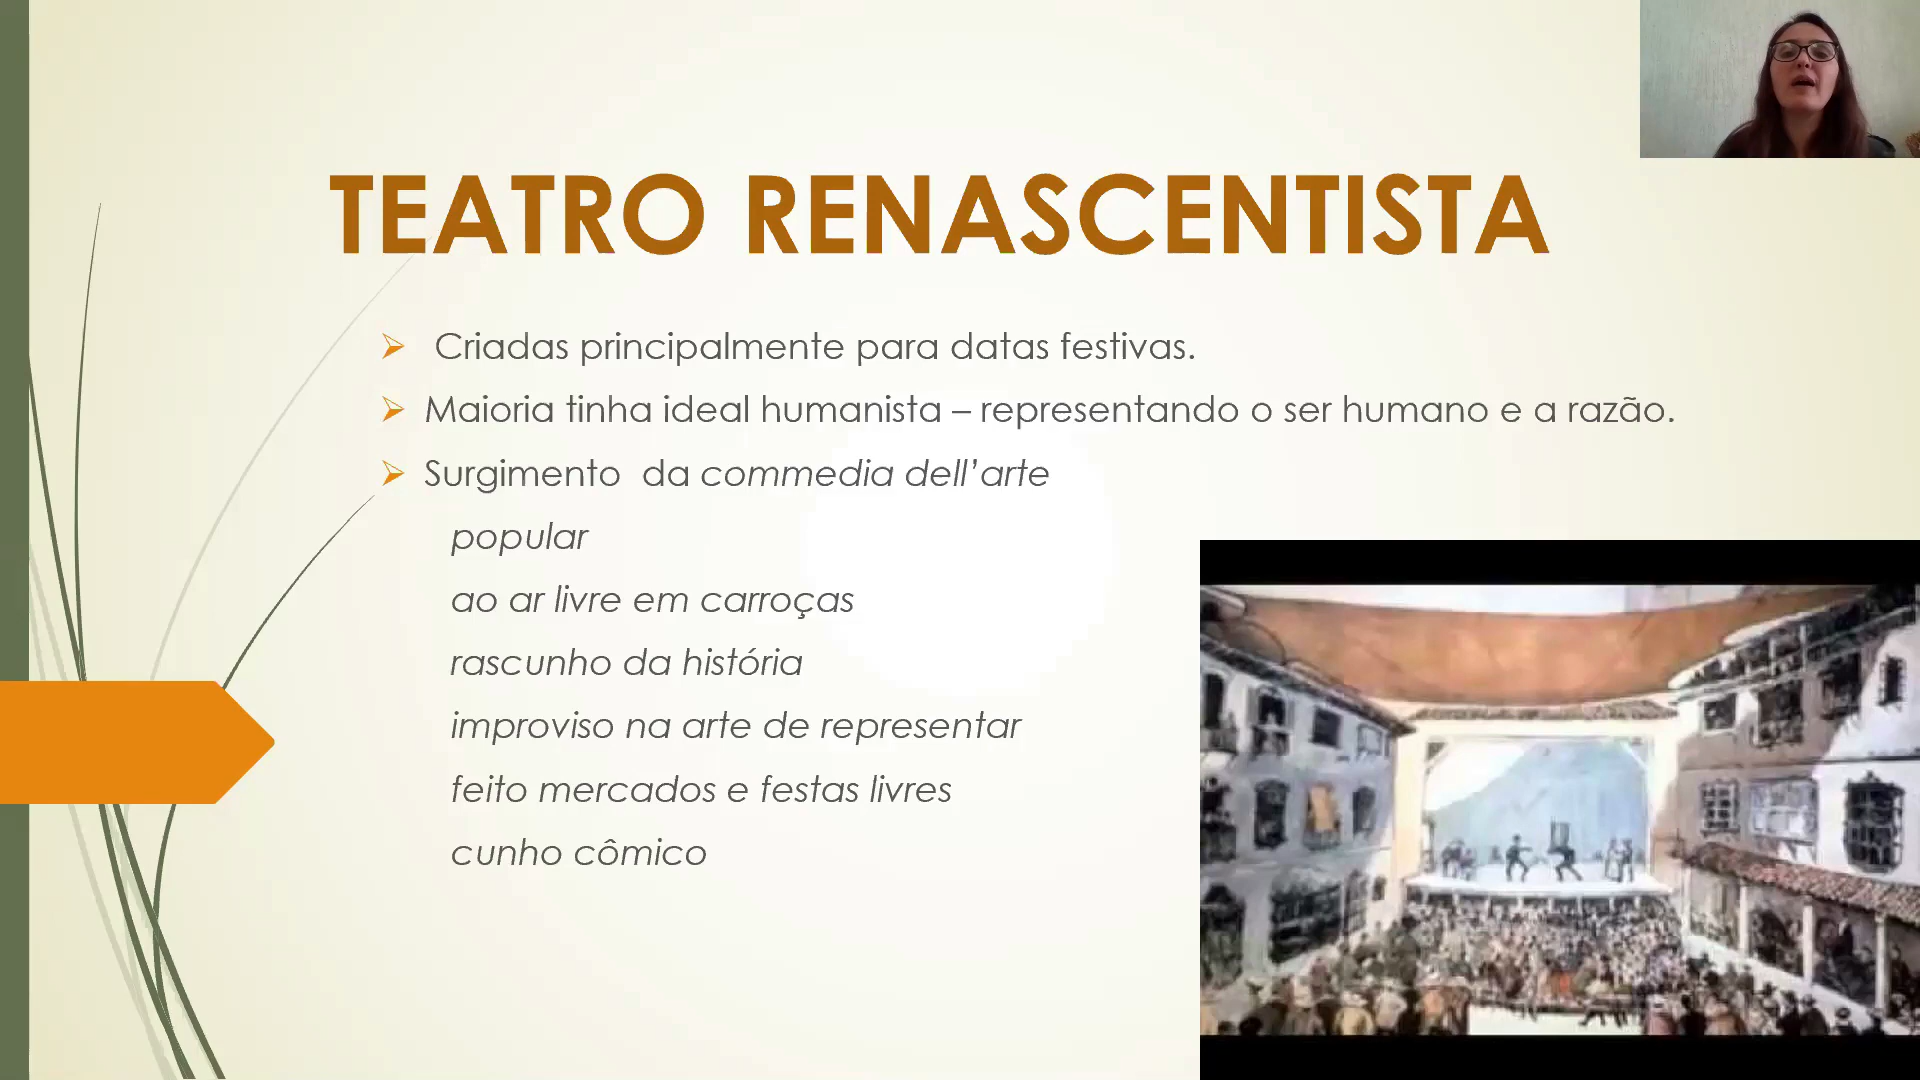 TEATRO RENASCENTISTA
Criadas principalmente para datas festivas.
Maioria tinha ideal humanista – representando o ser humano e a razão.
Surgimento da commedia dell’arte
popular
ao ar livre em carroças
rascunho da história
improviso na arte de representar
feito mercados e festas livres
cunho cômico